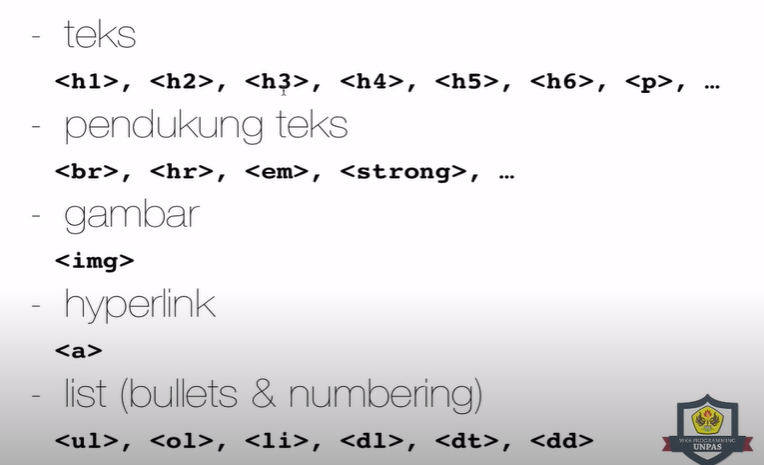 - teks
<h1>, <h2>, <h3>, <h4>, <h5>, <h6>, <p>, …
- pendukung teks
<br>, <hr>, <em>, <strong>, …
- gambar
<img>
- hyperlink
<a>
- list (bullets & numbering)
<ul>, <ol>, <li>, <dl>, <dt>, <dd>
WEB PROGRAMMING
UNPAS